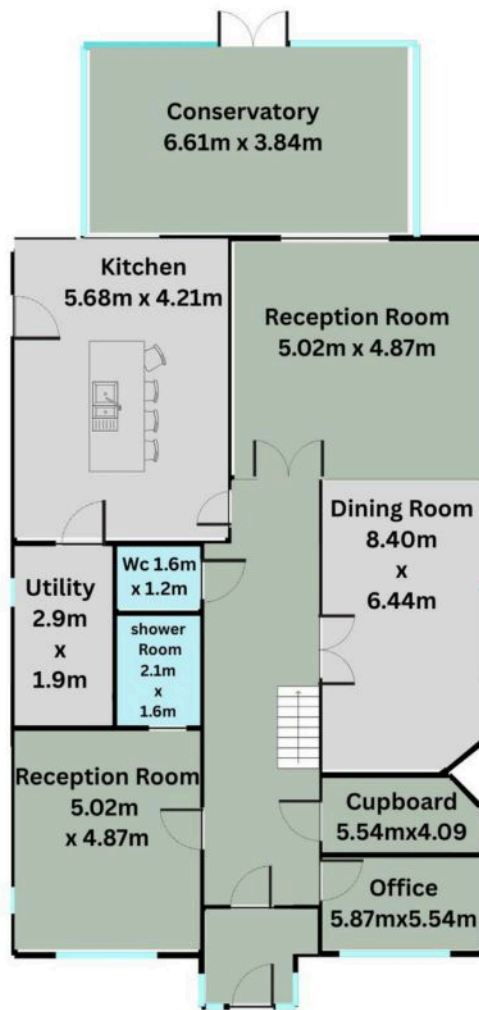 Conservatory
6.61m x 3.84m
Kitchen
5.68m x 4.21m
Reception Room
5.02m x 4.87m
Dining Room
8.40m
x
6.44m
Utility
2.9m
x
1.9m
Wc 1.6m
x 1.2m
shower
Room
2.1m
x
1.6m
Reception Room
5.02m
x 4.87m
Cupboard
5.54mx4.09
Office
5.87mx5.54m